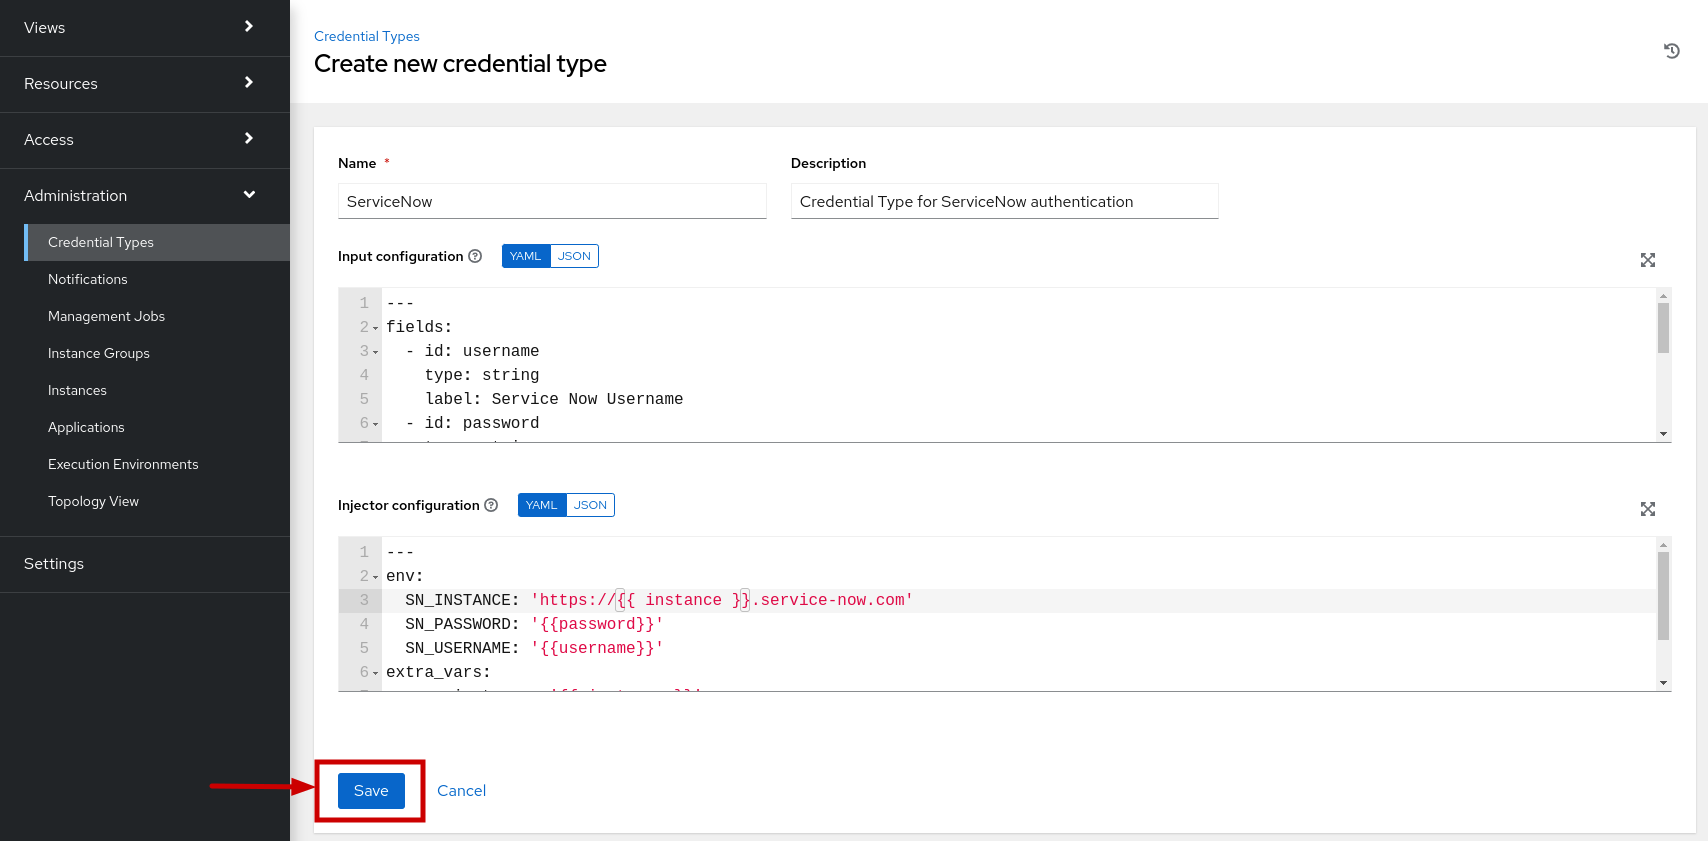 Views
Resources
Access
Administration
Credential Types
Notifications
Management Jobs
Instance Groups
Instances
Applications
Execution Environments
Topology View
Settings
Credential Types
Create new credential type
Name * Description
ServiceNow Credential Type for ServiceNow authentication
Input configuration YAML JSON
1 ---
2 fields:
3   - id: username
4     type: string
5     label: Service Now Username
6   - id: password
Injector configuration YAML JSON
1 ---
2 env:
3   SN_INSTANCE: 'https://{{ instance }}.service-now.com'
4   SN_PASSWORD: '{{password}}'
5   SN_USERNAME: '{{username}}'
6 extra_vars:
Save Cancel